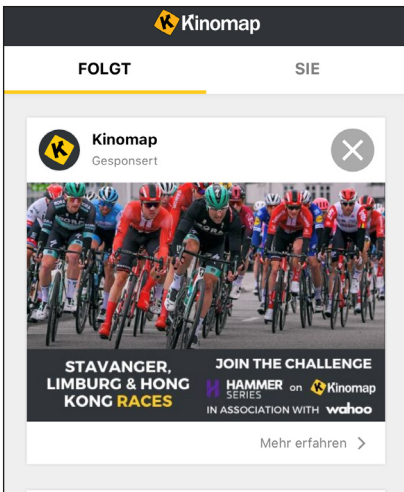 Kinomap
FOLGT
SIE
Kinomap
Gesponsert
STAVANGER,
LIMBURG & HONG
KONG RACES
JOIN THE CHALLENGE
HAMMER SERIES on Kinomap
IN ASSOCIATION WITH wahoo
Mehr erfahren